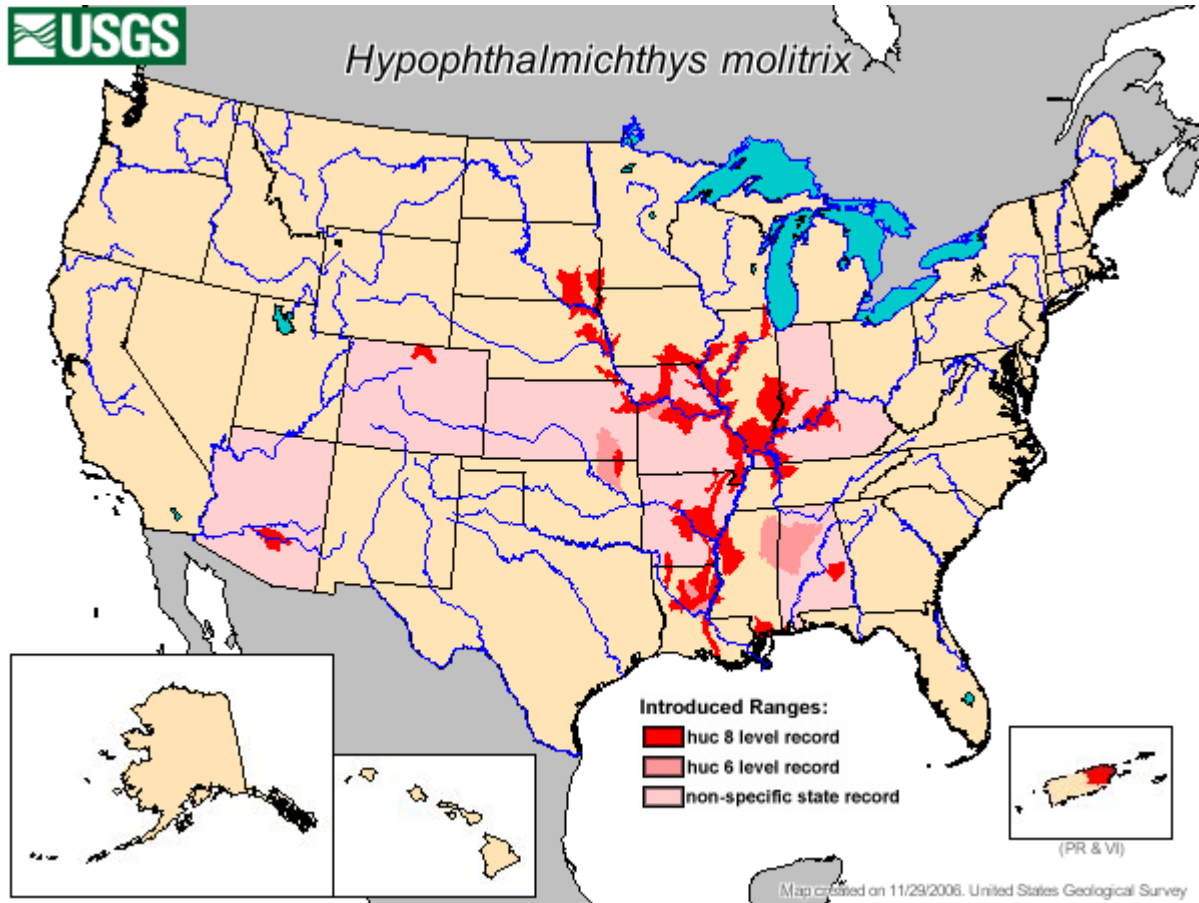 USGS
Hypophthalmichthys molitrix
Introduced Ranges:
huc 8 level record
huc 6 level record
non-specific state record
(PR & VI)
Map created on 11/29/2006. United States Geological Survey